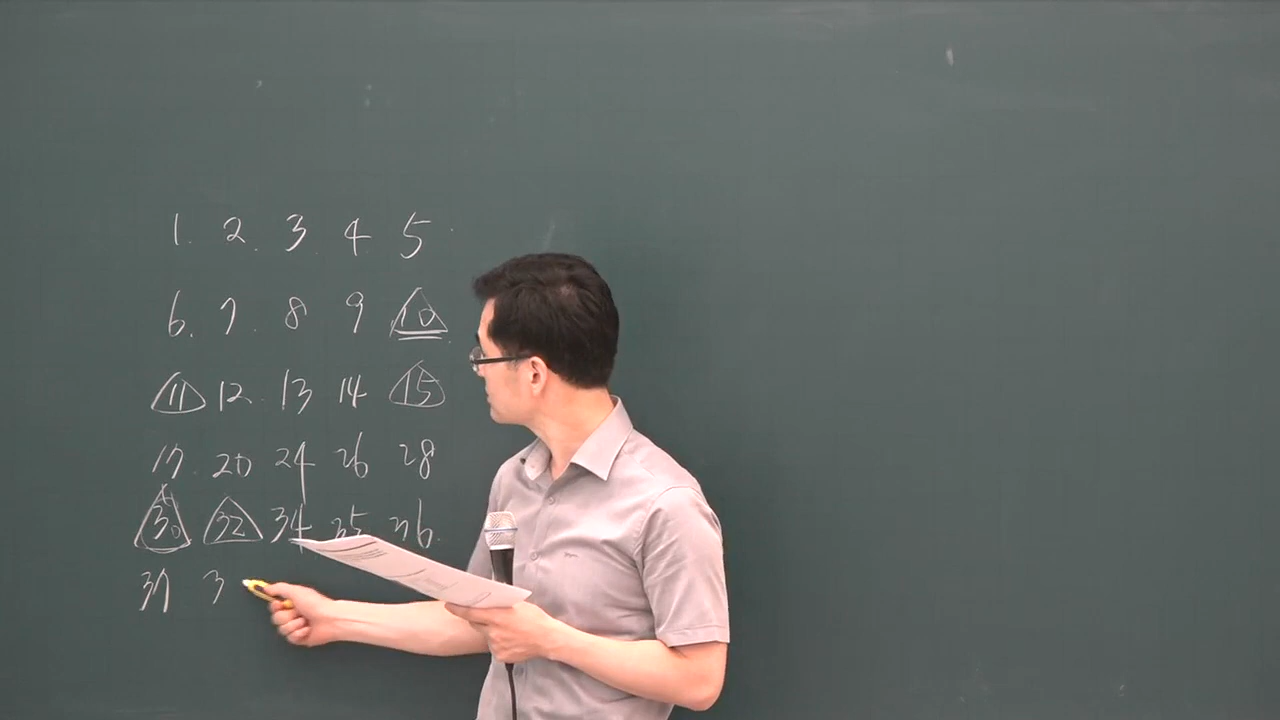 1. 2. 3. 4 5.
6. 7. 8 9 10.
11 12. 13 14 15
17. 20 24 26 28
30 32 34 35 36.
37 3